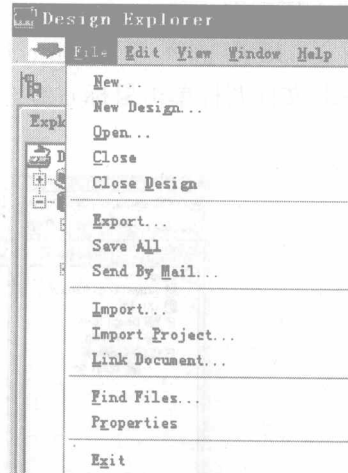 Design Explorer
File Edit View Window Help
Expl
D
New...
New Design...
Open...
Close
Close Design
Export...
Save All
Send By Mail...
Import...
Import Project...
Link Document...
Find Files...
Properties
Exit